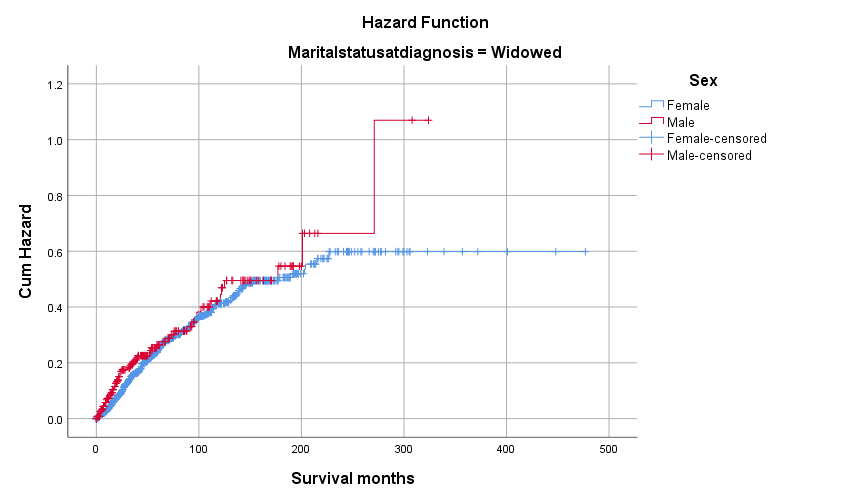 Hazard Function
Maritalstatusatdiagnosis = Widowed
Sex
Female
Male
Female-censored
Male-censored
Cum Hazard
1.2
1.0
0.8
0.6
0.4
0.2
0.0
0 100 200 300 400 500
Survival months